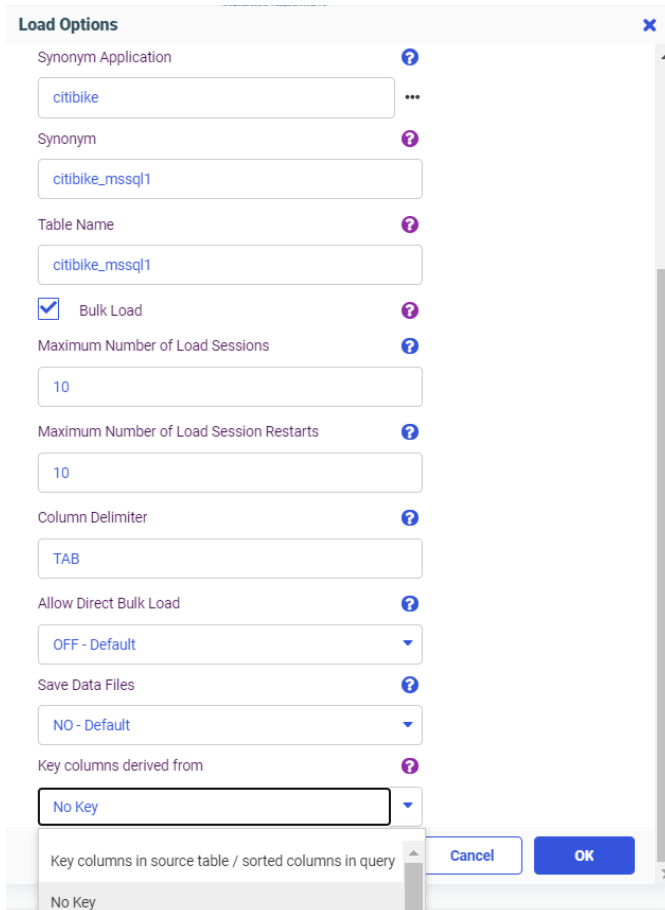 Load Options
Synonym Application
citibike
Synonym
citibike_mssql1
Table Name
citibike_mssql1
Bulk Load
Maximum Number of Load Sessions
10
Maximum Number of Load Session Restarts
10
Column Delimiter
TAB
Allow Direct Bulk Load
OFF - Default
Save Data Files
NO - Default
Key columns derived from
No Key
Key columns in source table / sorted columns in query
Cancel
OK
No Key